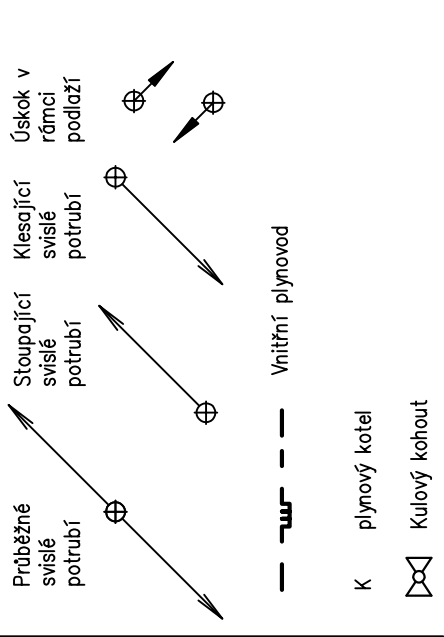 Průběžné
svislé
potrubí
Stoupající
svislé
potrubí
Klesající
svislé
potrubí
Úskok v
rámci
podlaží
Vnitřní plynovod
K plynový kotel
Kulový kohout